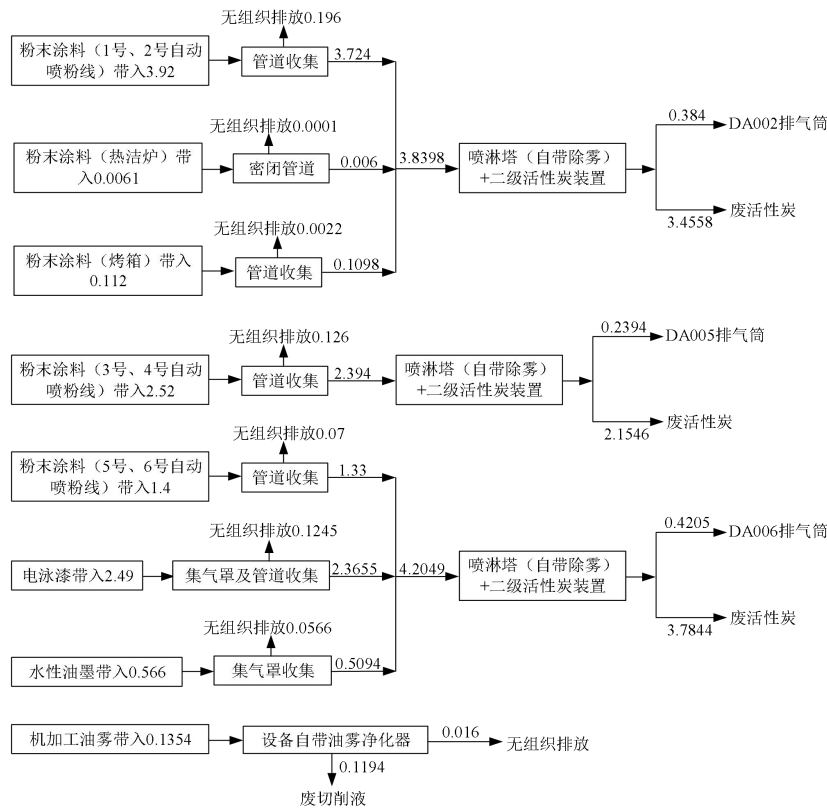 无组织排放0.196
粉末涂料（1号、2号自动
喷粉线）带入3.92
管道收集
3.724
无组织排放0.0001
粉末涂料（热洁炉）带
入0.0061
密闭管道
0.006
3.8398
喷淋塔（自带除雾）
+二级活性炭装置
0.384
DA002排气筒
3.4558
废活性炭
无组织排放0.0022
粉末涂料（烤箱）带入
0.112
管道收集
0.1098
无组织排放0.126
粉末涂料（3号、4号自动
喷粉线）带入2.52
管道收集
2.394
喷淋塔（自带除雾）
+二级活性炭装置
0.2394
DA005排气筒
2.1546
废活性炭
无组织排放0.07
粉末涂料（5号、6号自动
喷粉线）带入1.4
管道收集
1.33
无组织排放0.1245
电泳漆带入2.49
集气罩及管道收集
2.3655
4.2049
喷淋塔（自带除雾）
+二级活性炭装置
0.4205
DA006排气筒
3.7844
废活性炭
无组织排放0.0566
水性油墨带入0.566
集气罩收集
0.5094
机加工油雾带入0.1354
设备自带油雾净化器
0.016
无组织排放
0.1194
废切削液